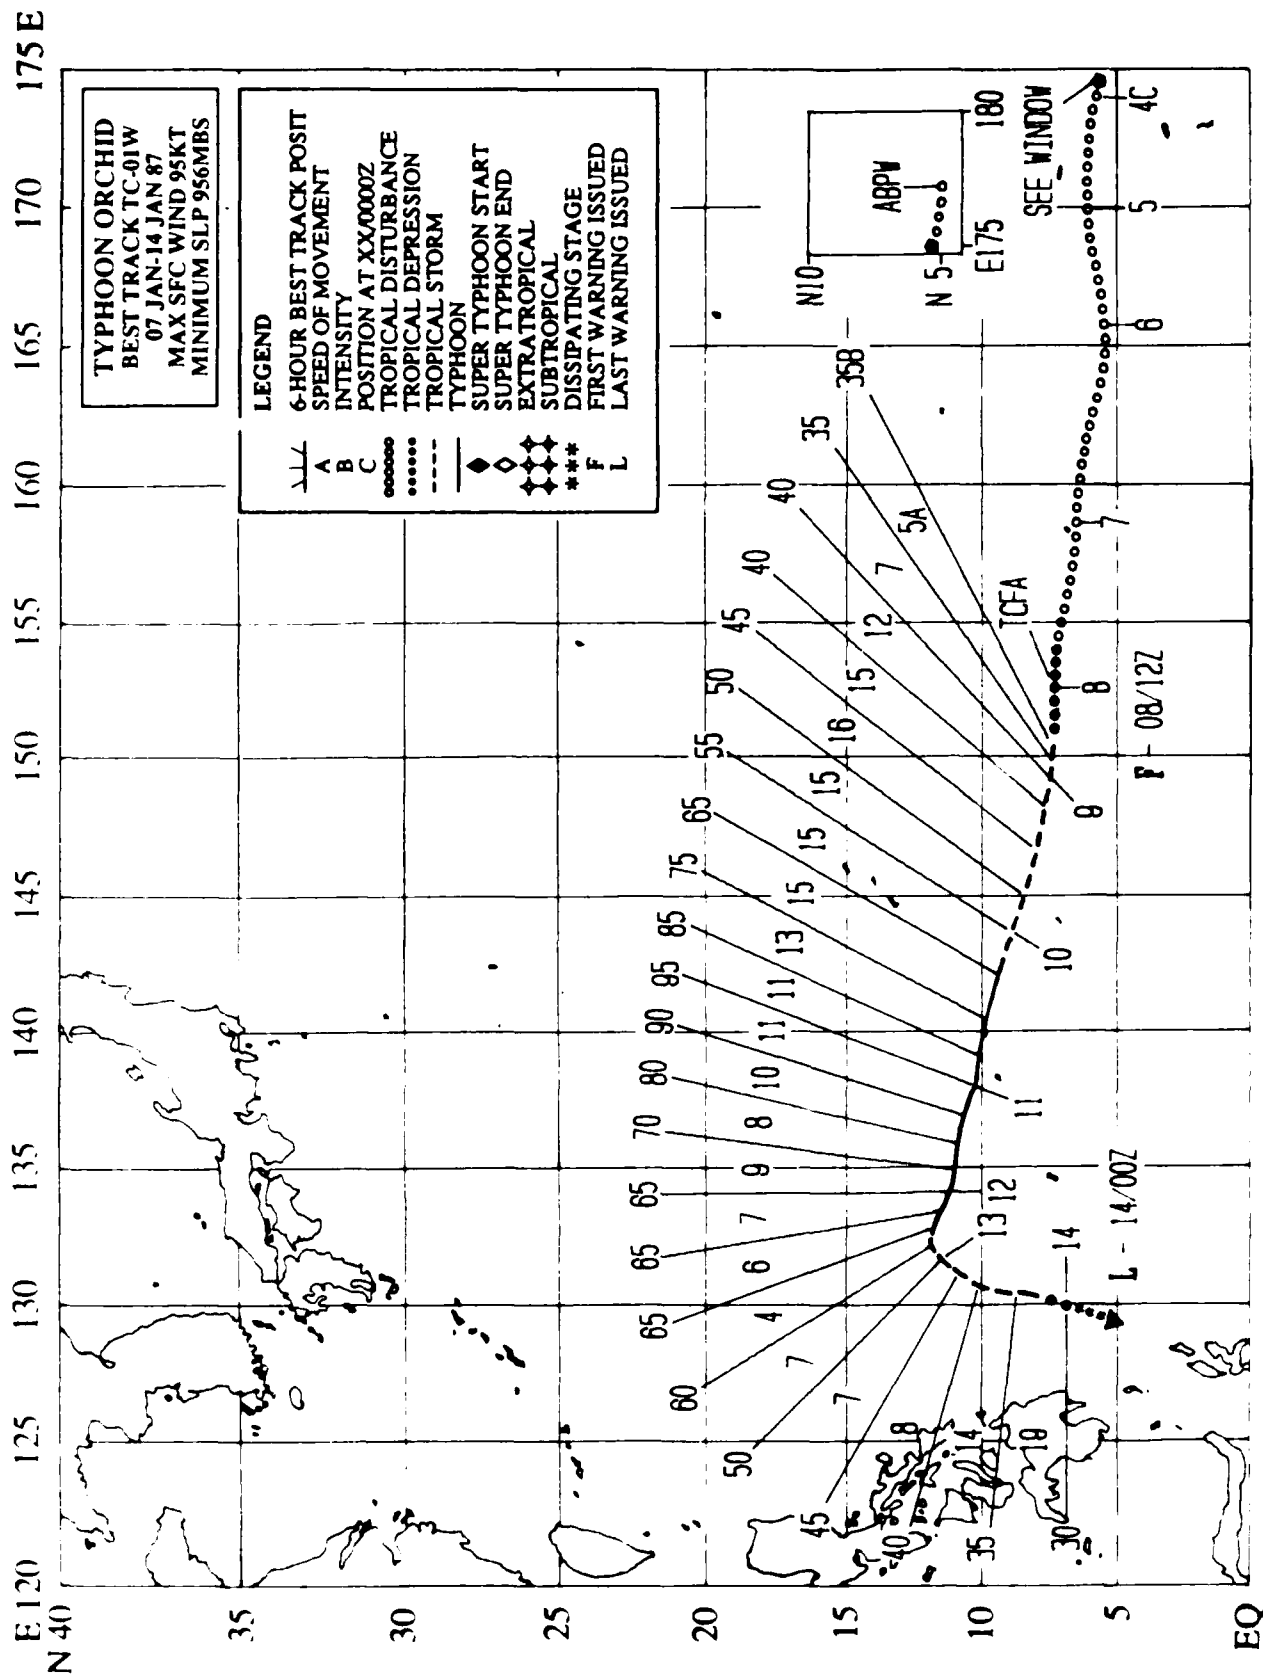 TYPHOON ORCHID
BEST TRACK TC-01W
07 JAN-14 JAN 87
MAX SFC WIND 95KT
MINIMUM SLP 956MBS
LEGEND
6-HOUR BEST TRACK POSIT
A SPEED OF MOVEMENT
B INTENSITY
C POSITION AT XX/0000Z
TROPICAL DISTURBANCE
TROPICAL DEPRESSION
TROPICAL STORM
TYPHOON
SUPER TYPHOON START
SUPER TYPHOON END
EXTRATROPICAL
SUBTROPICAL
*** DISSIPATING STAGE
F FIRST WARNING ISSUED
L LAST WARNING ISSUED
E 120 125 130 135 140 145 150 155 160 165 170 175 E
N 40
35
30
25
20
15
10
5
EQ
N10
N 5
E175
180
ABPW
SEE WINDOW
4C
5
6
7
8
9
10
11
12
13
14
TCFA
F - 08/12Z
L - 14/00Z
35B
35
40
40
45
50
55
65
75
85
95
90
80
70
65
65
65
60
50
45
40
35
30
5A
7
12
15
16
15
15
15
13
11
11
10
8
9
7
6
4
7
7
8
14